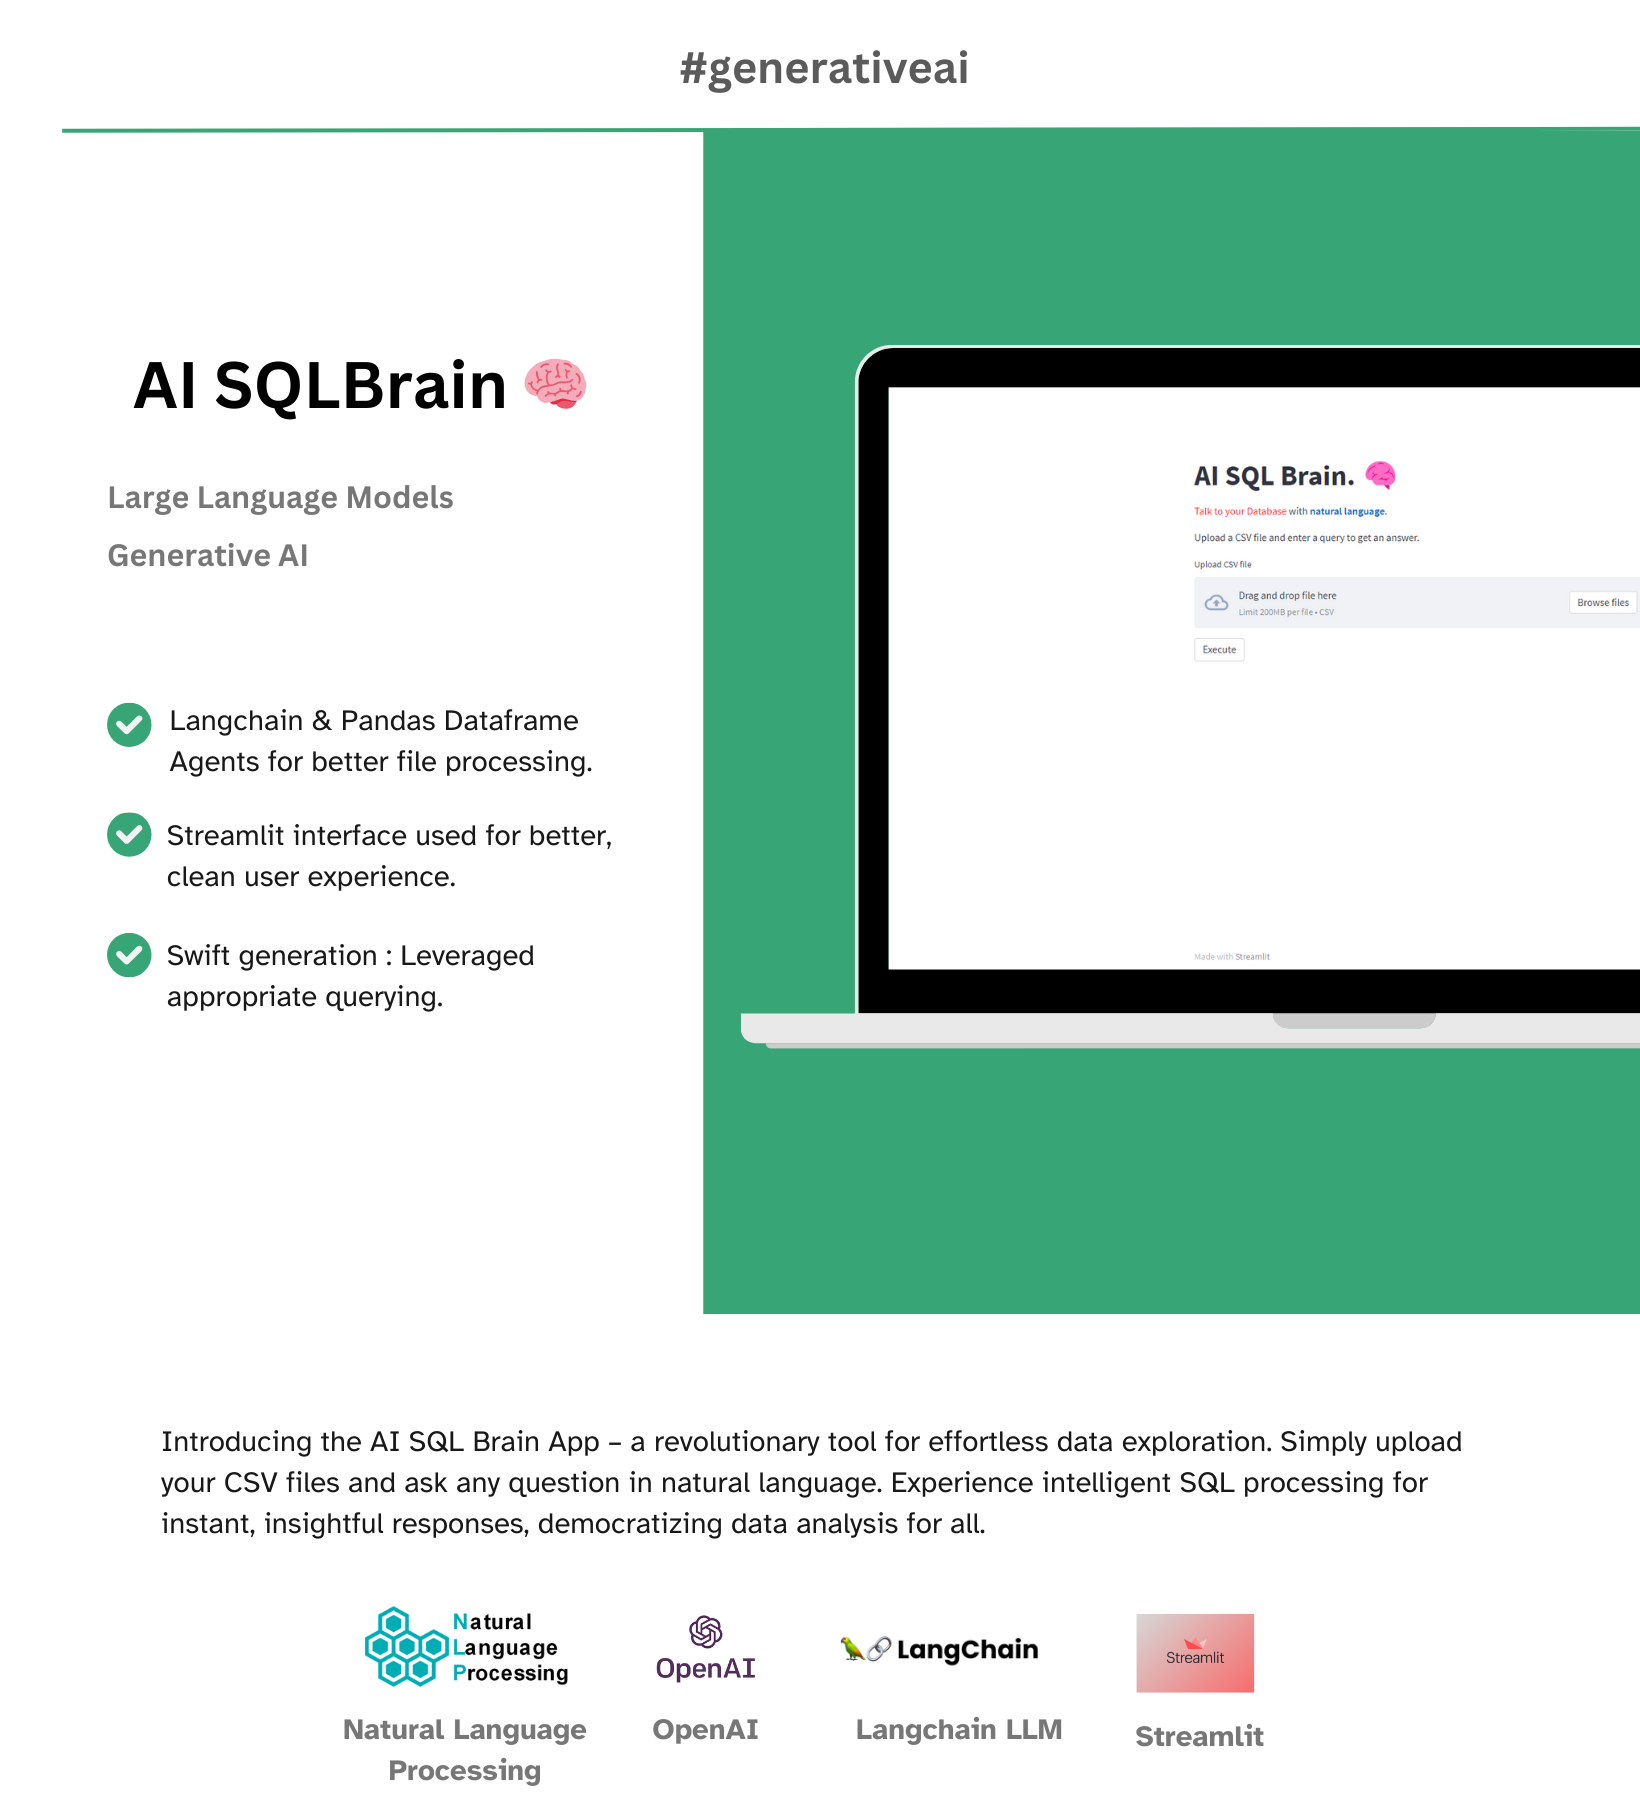 #generativeai
AI SQLBrain
Large Language Models
Generative AI
Langchain & Pandas Dataframe
Agents for better file processing.
Streamlit interface used for better,
clean user experience.
Swift generation : Leveraged
appropriate querying.
AI SQL Brain.
Talk to your Database with natural language.
Upload a CSV file and enter a query to get an answer.
Upload CSV file
Drag and drop file here
Limit 200MB per file • CSV
Browse files
Execute
Made with Streamlit
Introducing the AI SQL Brain App – a revolutionary tool for effortless data exploration. Simply upload
your CSV files and ask any question in natural language. Experience intelligent SQL processing for
instant, insightful responses, democratizing data analysis for all.
Natural
Language
Processing
OpenAI
LangChain
Streamlit
Natural Language
Processing
OpenAI
Langchain LLM
Streamlit